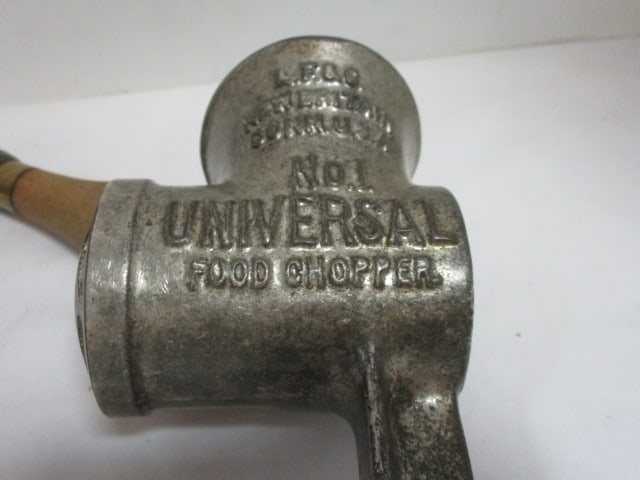 L.F.& C.
NEW BRITAIN
CONN. U.S.A.
No. 1.
UNIVERSAL
FOOD CHOPPER.